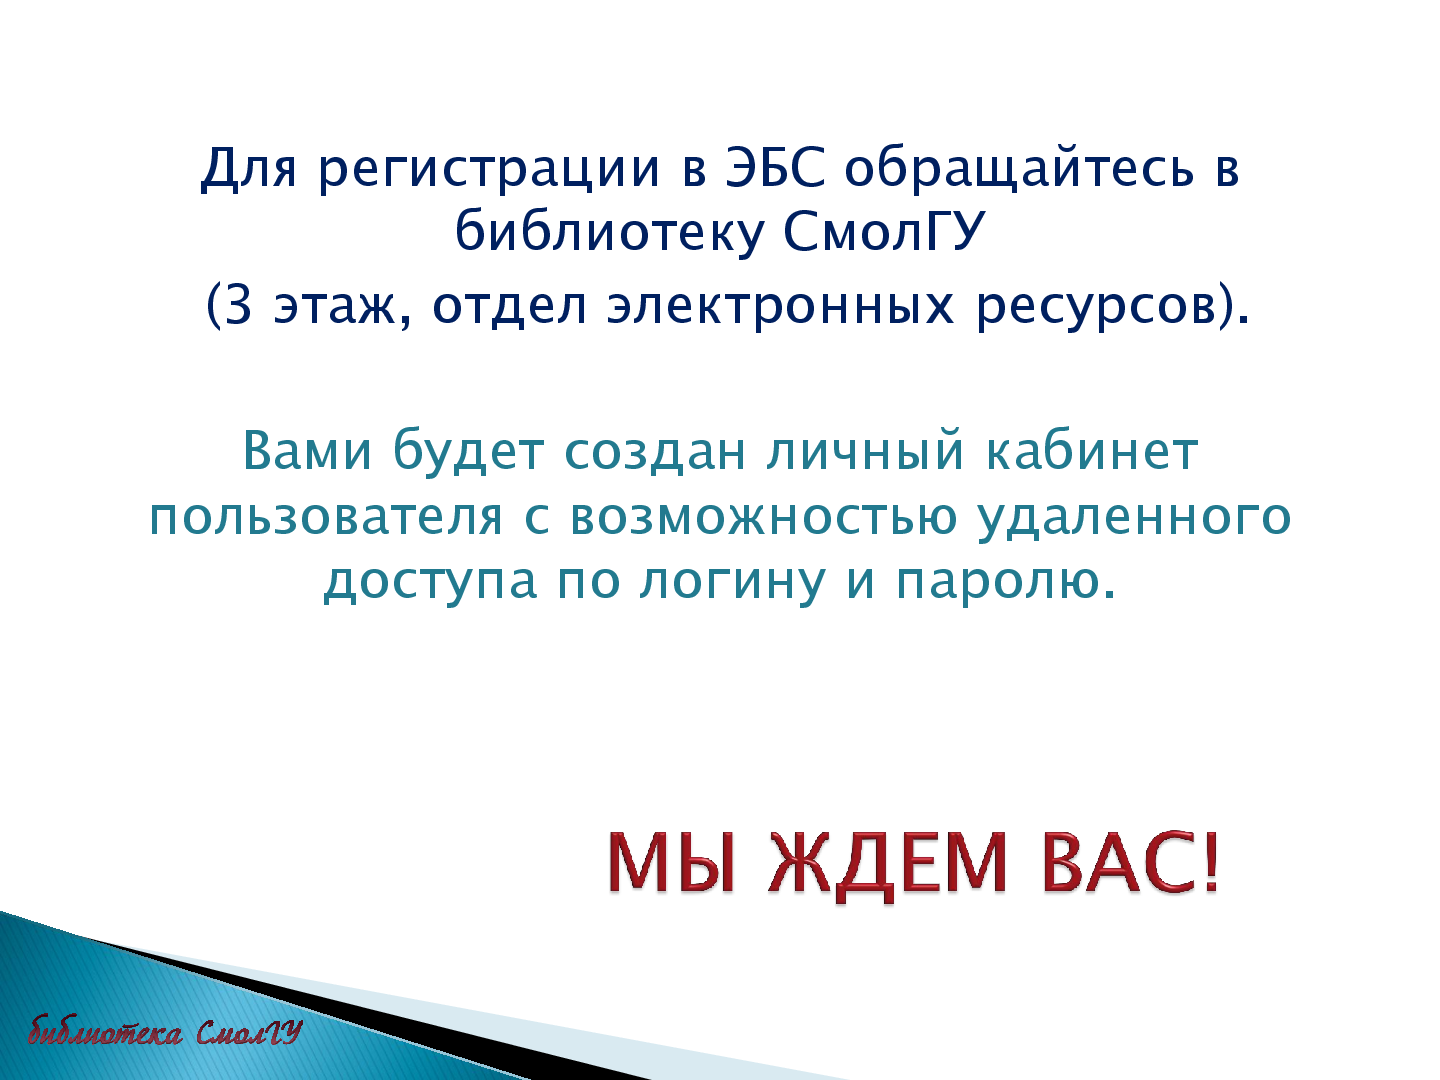 Для регистрации в ЭБС обращайтесь в
библиотеку СмолГУ
(3 этаж, отдел электронных ресурсов).
Вами будет создан личный кабинет
пользователя с возможностью удаленного
доступа по логину и паролю.
МЫ ЖДЕМ ВАС!
библиотека СмолГУ